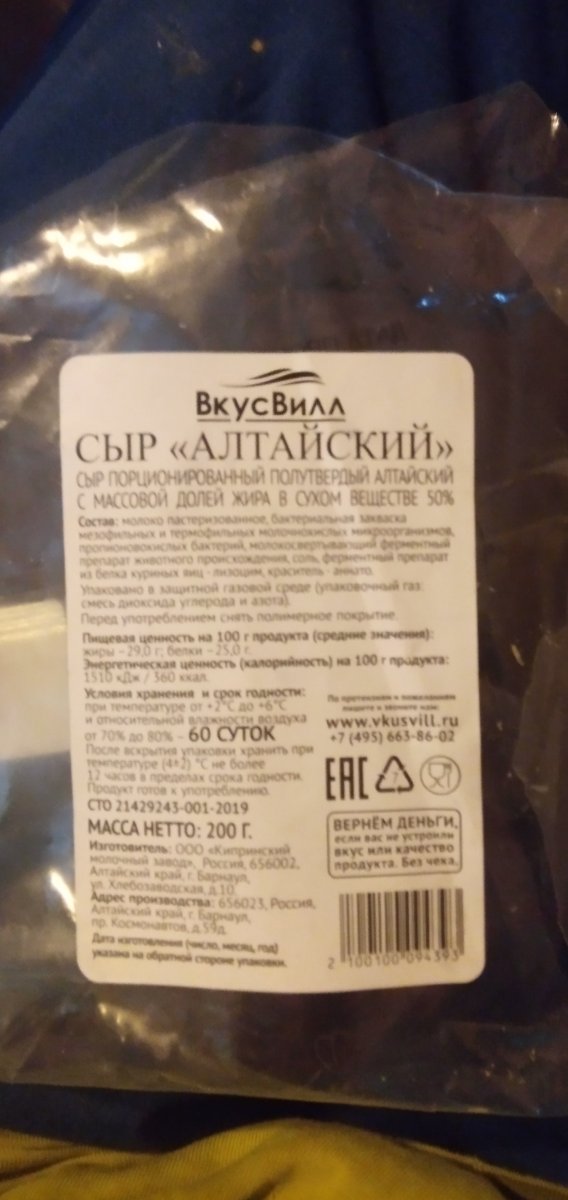 ВкусВилл
СЫР «АЛТАЙСКИЙ»
СЫР ПОРЦИОНИРОВАННЫЙ ПОЛУТВЕРДЫЙ АЛТАЙСКИЙ
С МАССОВОЙ ДОЛЕЙ ЖИРА В СУХОМ ВЕЩЕСТВЕ 50%
Состав: молоко пастеризованное, бактериальная закваска
мезофильных и термофильных молочнокислых микроорганизмов,
пропионовокислых бактерий, молокосвертывающий ферментный
препарат животного происхождения, соль, ферментный препарат
из белка куриных яиц - лизоцим, краситель - аннато.
Упаковано в защитной газовой среде (упаковочный газ:
смесь диоксида углерода и азота).
Перед употреблением снять полимерное покрытие.
Пищевая ценность на 100 г продукта (средние значения):
жиры –29,0 г; белки –25,0 г.
Энергетическая ценность (калорийность) на 100 г продукта:
1510 кДж / 360 ккал.
Условия хранения и срок годности:
при температуре от +2°С до +6°С
и относительной влажности воздуха
от 70% до 80% – 60 СУТОК
После вскрытия упаковки хранить при
температуре (4±2) °С не более
12 часов в пределах срока годности.
Продукт готов к употреблению.
СТО 21429243-001-2019
МАССА НЕТТО: 200 Г.
Изготовитель: ООО «Кипринский
молочный завод», Россия, 656002,
Алтайский край, г. Барнаул,
ул. Хлебозаводская, д.10.
Адрес производства: 656023, Россия,
Алтайский край, г. Барнаул,
пр. Космонавтов, д.59д.
Дата изготовления (число, месяц, год)
указана на обратной стороне упаковки.
По претензиям и пожеланиям
пишите и звоните нам:
www.vkusvill.ru
+7 (495) 663-86-02
EAC
7
ВЕРНЁМ ДЕНЬГИ,
если вас не устроили
вкус или качество
продукта. Без чека.
2 100100 094393